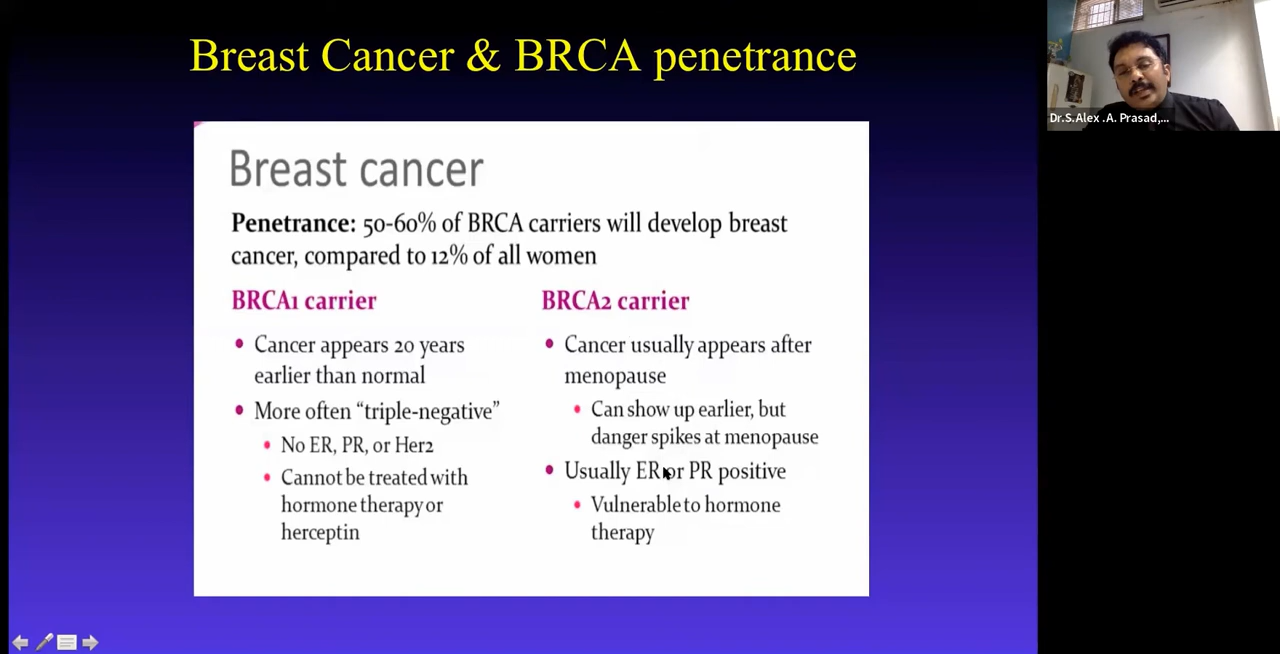 Breast Cancer & BRCA penetrance
Dr.S.Alex .A. Prasad,...
Breast cancer
Penetrance: 50-60% of BRCA carriers will develop breast
cancer, compared to 12% of all women
BRCA1 carrier
• Cancer appears 20 years
earlier than normal
• More often “triple-negative”
• No ER, PR, or Her2
• Cannot be treated with
hormone therapy or
herceptin
BRCA2 carrier
• Cancer usually appears after
menopause
• Can show up earlier, but
danger spikes at menopause
• Usually ER or PR positive
• Vulnerable to hormone
therapy